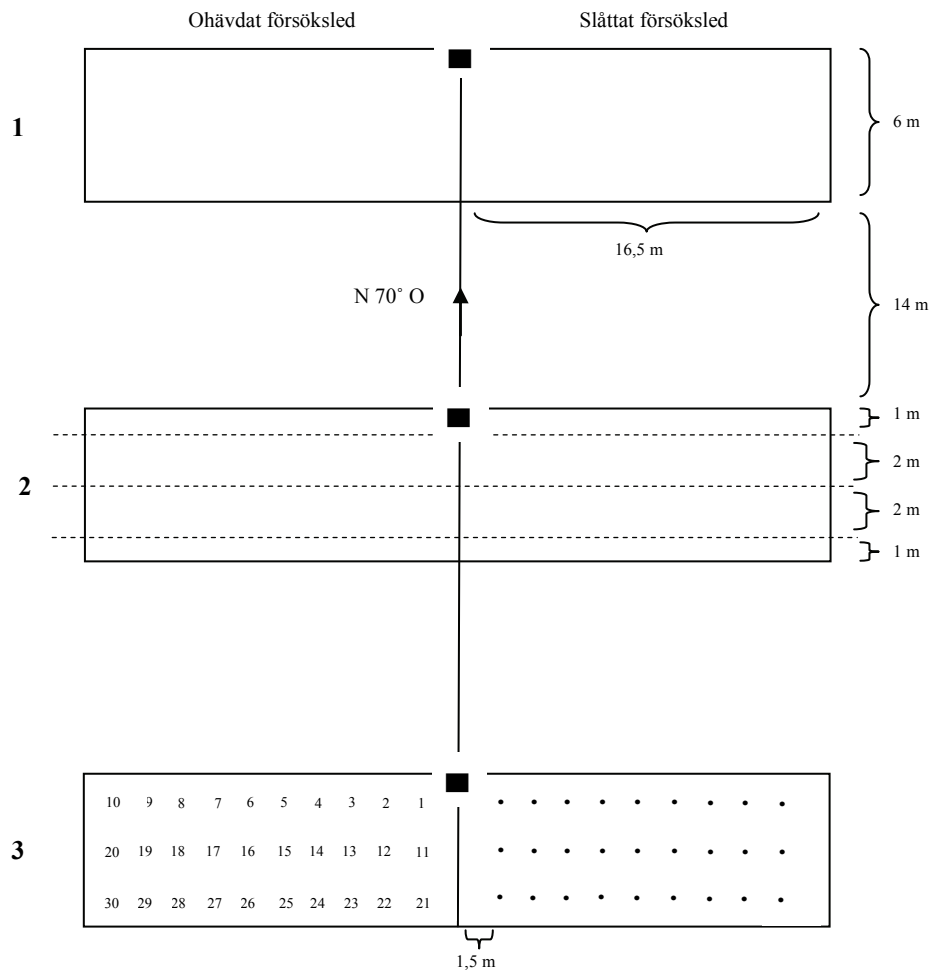 Ohävdat försöksled Slåttat försöksled
1
6 m
16,5 m
N 70˚ O
14 m
1 m
2 m
2
2 m
1 m
10 9 8 7 6 5 4 3 2 1
3
20 19 18 17 16 15 14 13 12 11
30 29 28 27 26 25 24 23 22 21
1,5 m